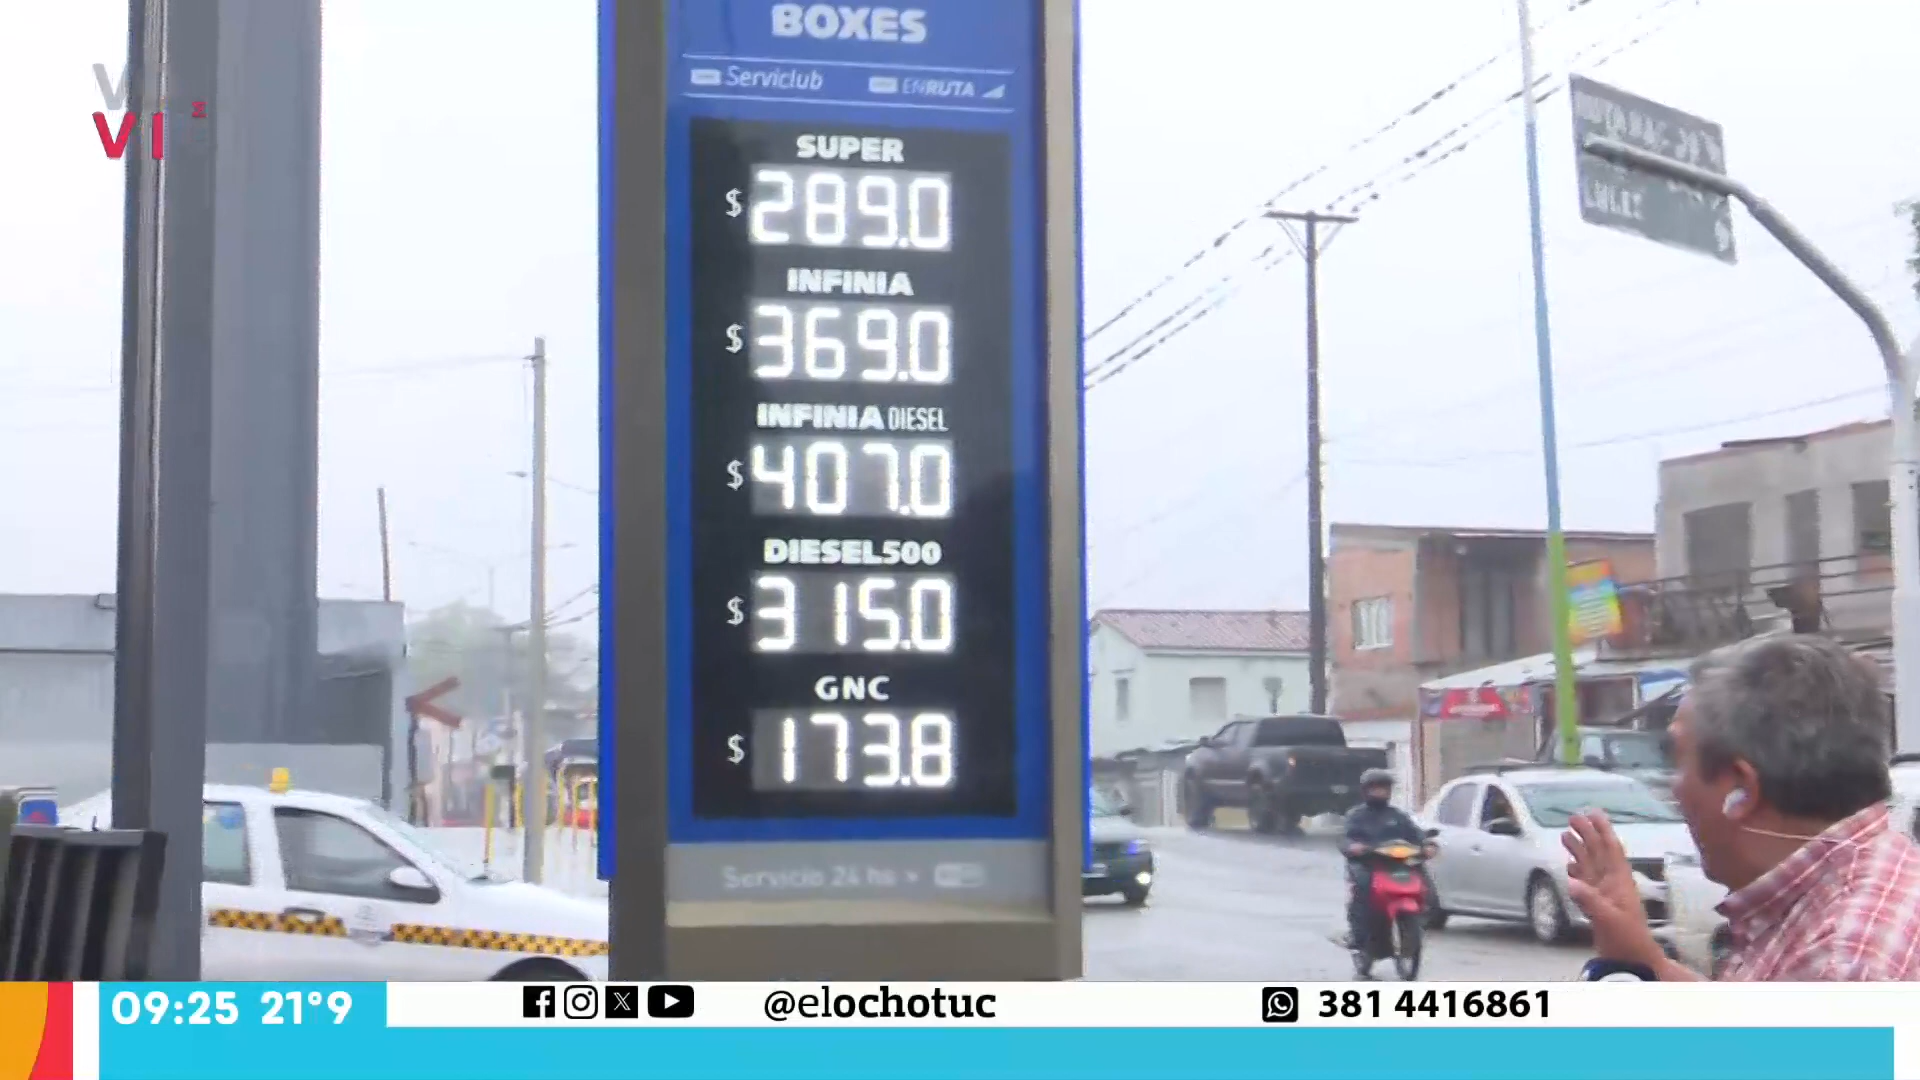 BOXES
Serviclub
ENRUTA
SUPER
$ 289.0
INFINIA
$ 369.0
INFINIA DIESEL
$ 407.0
DIESEL500
$ 315.0
GNC
$ 173.8
Servicio 24 hs
VI
09:25 21°9
@elochotuc
381 4416861